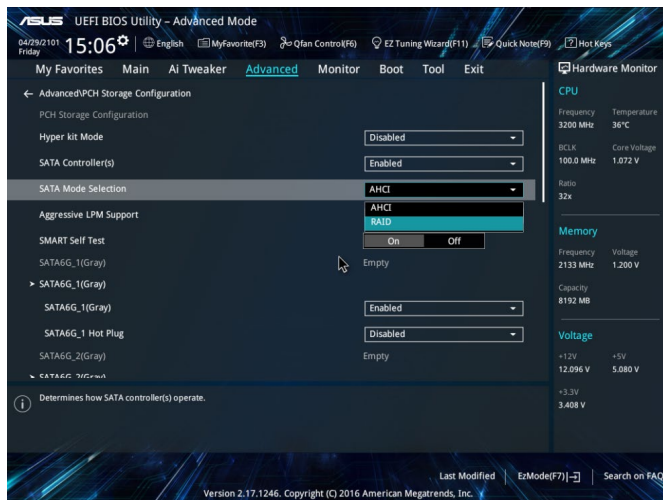 ASUS UEFI BIOS Utility – Advanced Mode
04/29/2101 Friday 15:06 English MyFavorite(F3) Qfan Control(F6) EZ Tuning Wizard(F11) Quick Note(F9) ? Hot Keys
My Favorites Main Ai Tweaker Advanced Monitor Boot Tool Exit
Advanced\PCH Storage Configuration
PCH Storage Configuration
Hyper kit Mode Disabled
SATA Controller(s) Enabled
SATA Mode Selection AHCI
AHCI
RAID
Aggressive LPM Support
SMART Self Test On Off
SATA6G_1(Gray) Empty
SATA6G_1(Gray)
SATA6G_1(Gray) Enabled
SATA6G_1 Hot Plug Disabled
SATA6G_2(Gray) Empty
SATA6G_2(Gray)
i Determines how SATA controller(s) operate.
Hardware Monitor
CPU
Frequency Temperature
3200 MHz 36°C
BCLK Core Voltage
100.0 MHz 1.072 V
Ratio
32x
Memory
Frequency Voltage
2133 MHz 1.200 V
Capacity
8192 MB
Voltage
+12V +5V
12.096 V 5.080 V
+3.3V
3.408 V
Last Modified EzMode(F7) Search on FAQ
Version 2.17.1246. Copyright (C) 2016 American Megatrends, Inc.